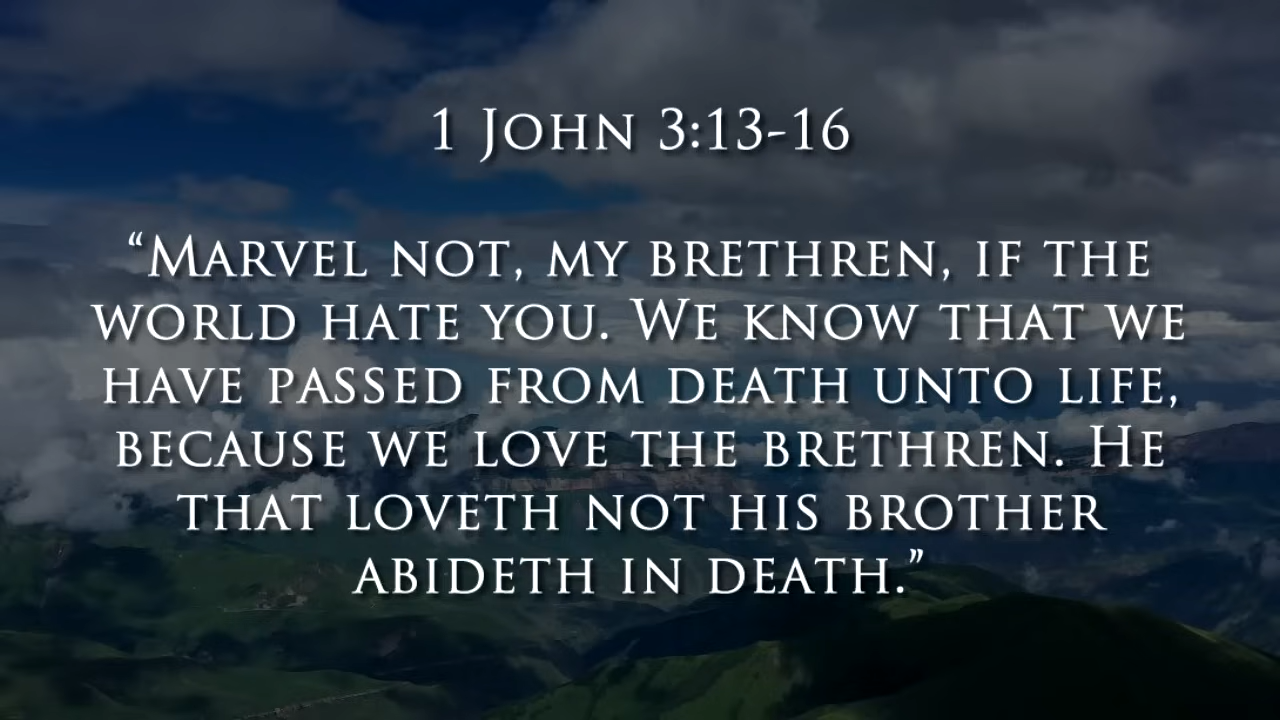 1 John 3:13-16
“Marvel not, my brethren, if the
world hate you. We know that we
have passed from death unto life,
because we love the brethren. He
that loveth not his brother
abideth in death.”